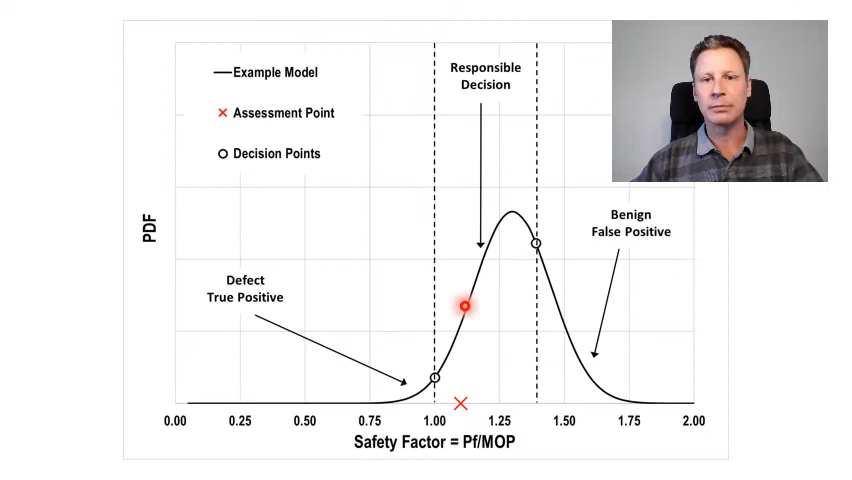 Example Model
Assessment Point
Decision Points
Responsible
Decision
Benign
False Positive
Defect
True Positive
PDF
0.00 0.25 0.50 0.75 1.00 1.25 1.50 1.75 2.00
Safety Factor = Pf/MOP